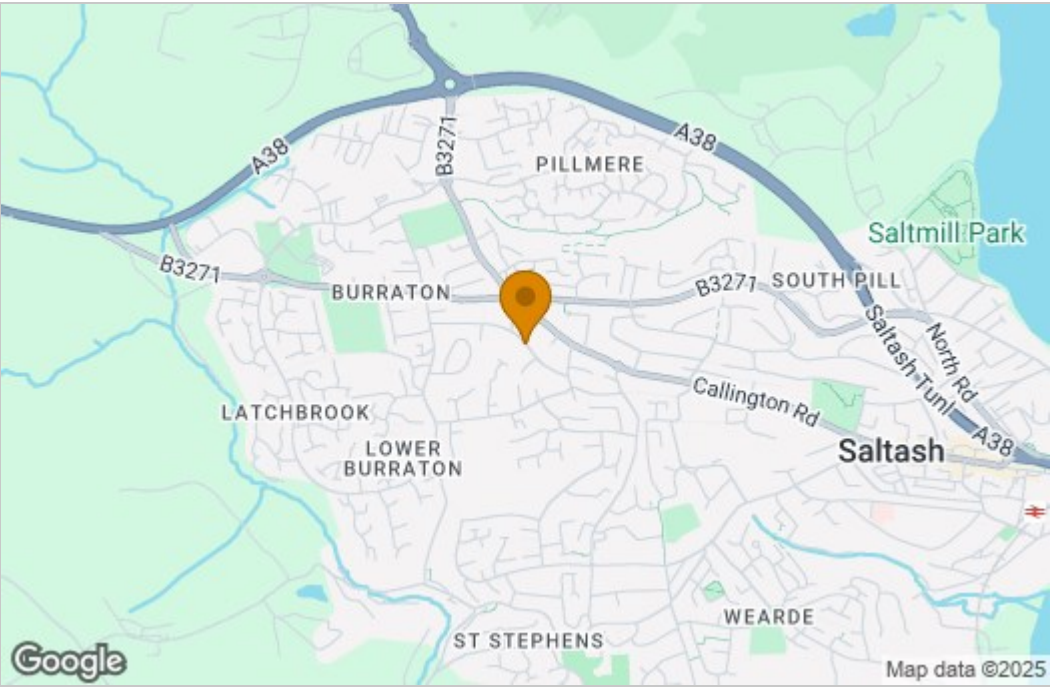 A38
PILLMERE
B3271
A38
Saltmill Park
B3271
BURRATON
B3271
SOUTH PILL
Saltash Tunl
North Rd
Callington Rd
LATCHBROOK
LOWER
BURRATON
Saltash
A38
WEARDE
ST STEPHENS
Google
Map data ©2025